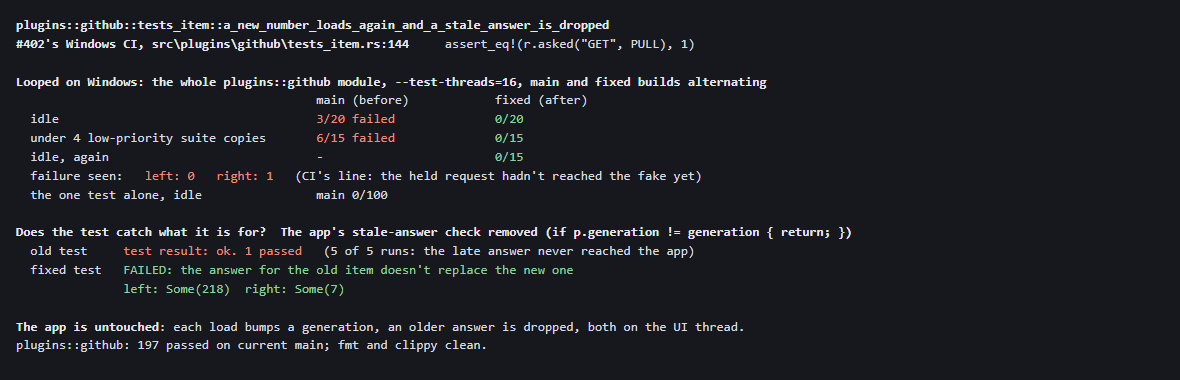 plugins::github::tests_item::a_new_number_loads_again_and_a_stale_answer_is_dropped
#402's Windows CI, src\plugins\github\tests_item.rs:144     assert_eq!(r.asked("GET", PULL), 1)
Looped on Windows: the whole plugins::github module, --test-threads=16, main and fixed builds alternating
main (before)     fixed (after)
idle     3/20 failed     0/20
under 4 low-priority suite copies     6/15 failed     0/15
idle, again     -     0/15
failure seen:   left: 0   right: 1   (CI's line: the held request hadn't reached the fake yet)
the one test alone, idle     main 0/100
Does the test catch what it is for?  The app's stale-answer check removed (if p.generation != generation { return; })
old test     test result: ok. 1 passed   (5 of 5 runs: the late answer never reached the app)
fixed test   FAILED: the answer for the old item doesn't replace the new one
left: Some(218)  right: Some(7)
The app is untouched: each load bumps a generation, an older answer is dropped, both on the UI thread.
plugins::github: 197 passed on current main; fmt and clippy clean.